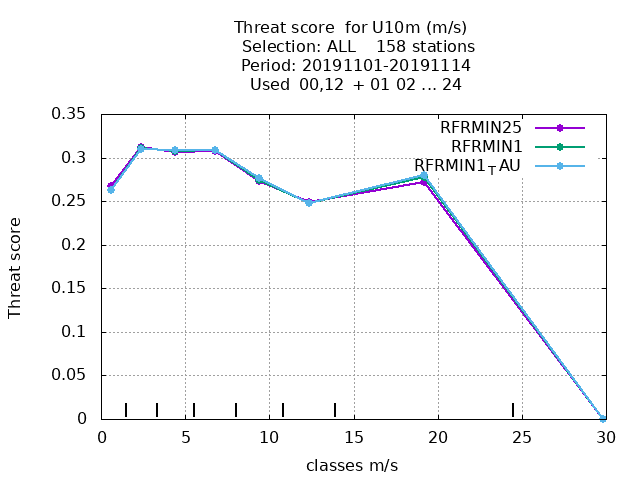 Threat score  for U10m (m/s)
Selection: ALL    158 stations
Period: 20191101-20191114
Used  00,12  + 01 02 ... 24
RFRMIN25
RFRMIN1
RFRMIN1TAU
0.35
0.3
0.25
0.2
0.15
0.1
0.05
0
Threat score
0 5 10 15 20 25 30
classes m/s